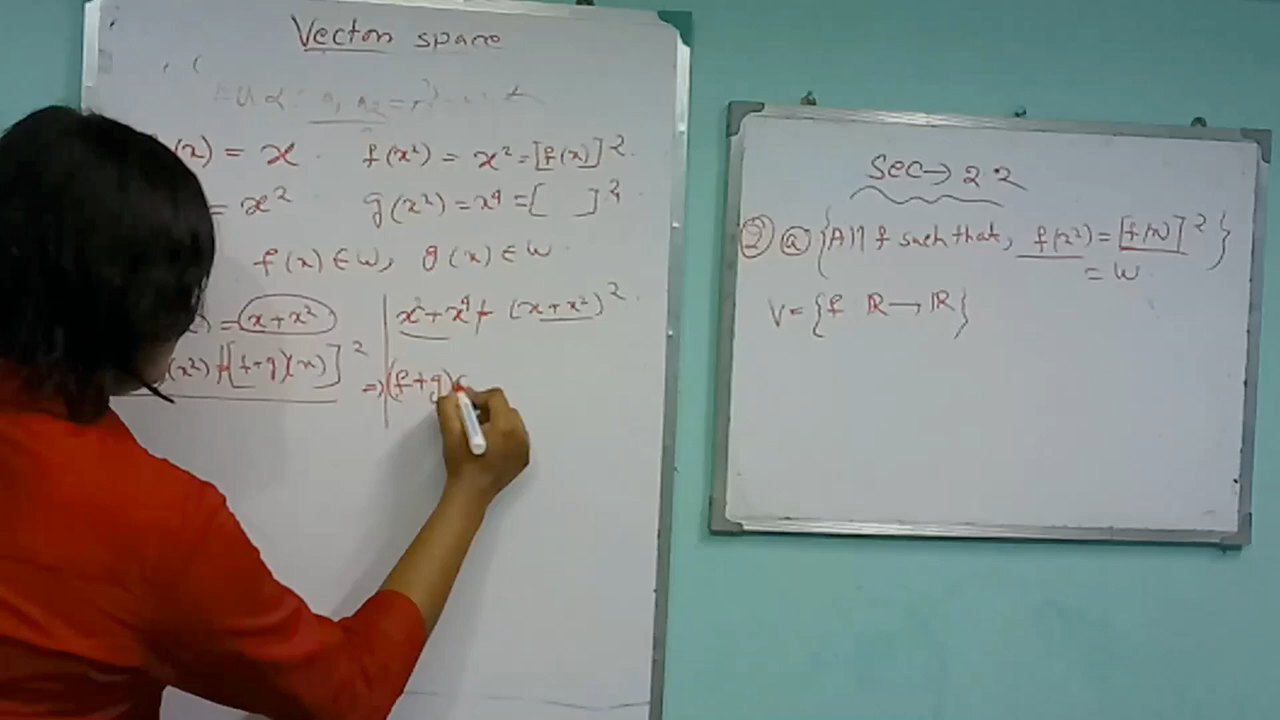 Vector space
(x) = x f(x²) = x² = [f(x)]²
= x² g(x²) = x⁴ = [ ]²
f(x) ∈ W, g(x) ∈ W
) = x + x² x² + x⁴ ≠ (x + x²)²
(x²) ≠ [(f+g)(x)]² ⇒ (f+g)(
Sec → 2 2
② ⓐ {All f such that, f(x²) = [f(x)]²}
= W
V = {f ℝ → ℝ}